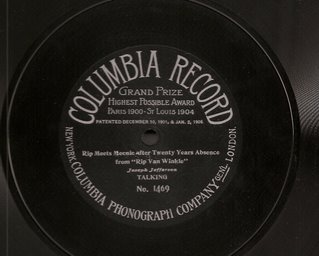 COLUMBIA RECORD
GRAND PRIZE
HIGHEST POSSIBLE AWARD
PARIS 1900-ST LOUIS 1904
PATENTED DECEMBER 10, 1901, & JAN. 2, 1906.
Rip Meets Meenie after Twenty Years Absence
from "Rip Van Winkle"
Joseph Jefferson
TALKING
No. 1469
NEW YORK. COLUMBIA PHONOGRAPH COMPANY GENL. LONDON.